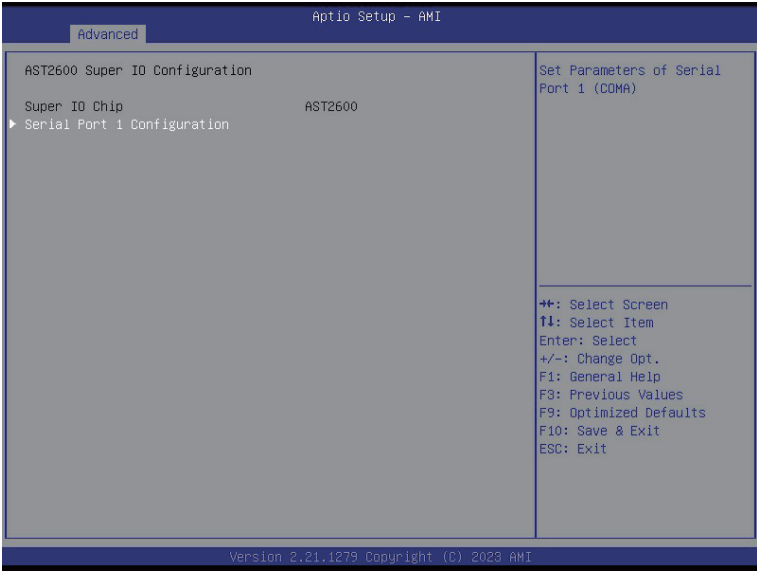 Aptio Setup – AMI
Advanced
AST2600 Super IO Configuration
Super IO Chip AST2600
▶ Serial Port 1 Configuration
Set Parameters of Serial
Port 1 (COMA)
→←: Select Screen
↑↓: Select Item
Enter: Select
+/-: Change Opt.
F1: General Help
F3: Previous Values
F9: Optimized Defaults
F10: Save & Exit
ESC: Exit
Version 2.21.1279 Copyright (C) 2023 AMI